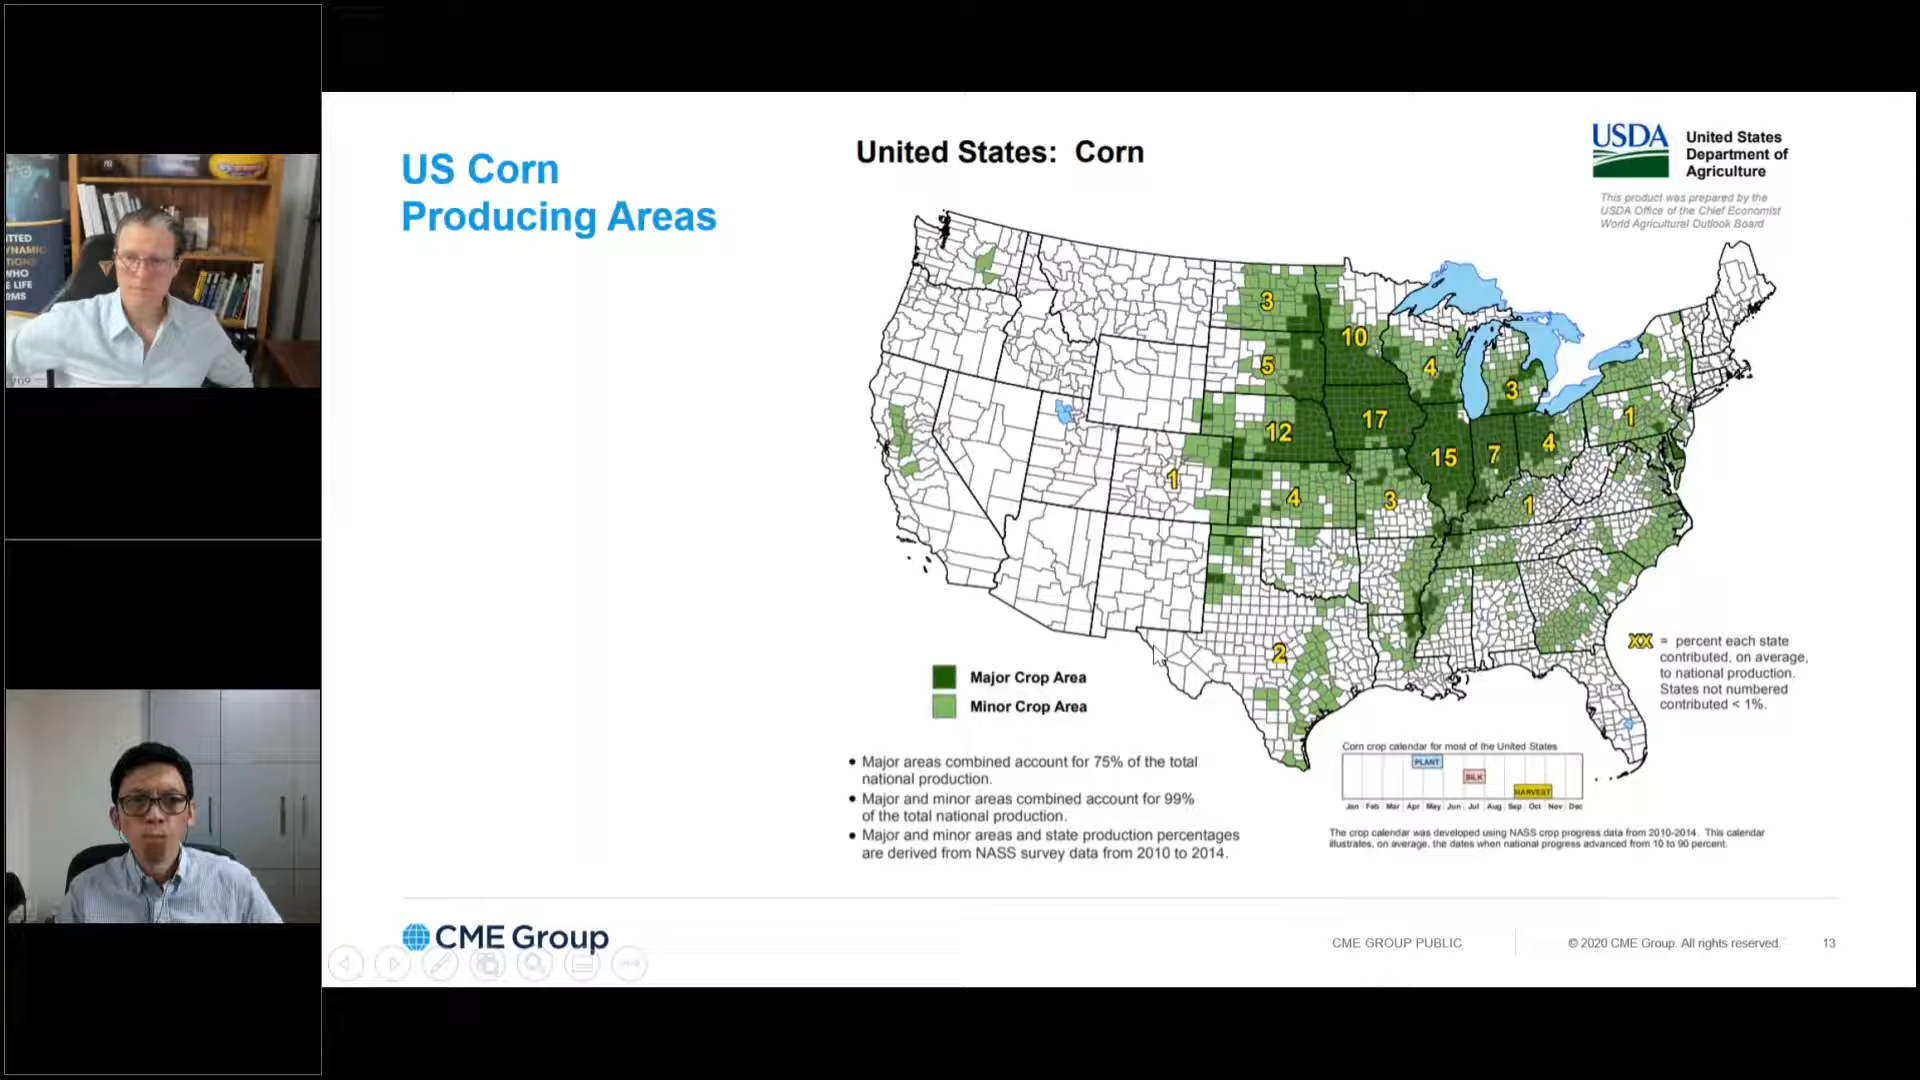 ITTED
YNAMIC
TIONS
WHO
E LIFE
RMS
US Corn
Producing Areas
United States: Corn
USDA
United States
Department of
Agriculture
This product was prepared by the
USDA Office of the Chief Economist
World Agricultural Outlook Board
3
10
5
4
3
17
12
1
4
15
7
1
4
3
1
2
XX = percent each state
contributed, on average,
to national production.
States not numbered
contributed < 1%.
Major Crop Area
Minor Crop Area
• Major areas combined account for 75% of the total
national production.
• Major and minor areas combined account for 99%
of the total national production.
• Major and minor areas and state production percentages
are derived from NASS survey data from 2010 to 2014.
Corn crop calendar for most of the United States
PLANT
SILK
HARVEST
Jan Feb Mar Apr May Jun Jul Aug Sep Oct Nov Dec
The crop calendar was developed using NASS crop progress data from 2010-2014. This calendar
illustrates, on average, the dates when national progress advanced from 10 to 90 percent.
CME Group
CME GROUP PUBLIC
© 2020 CME Group. All rights reserved.
13